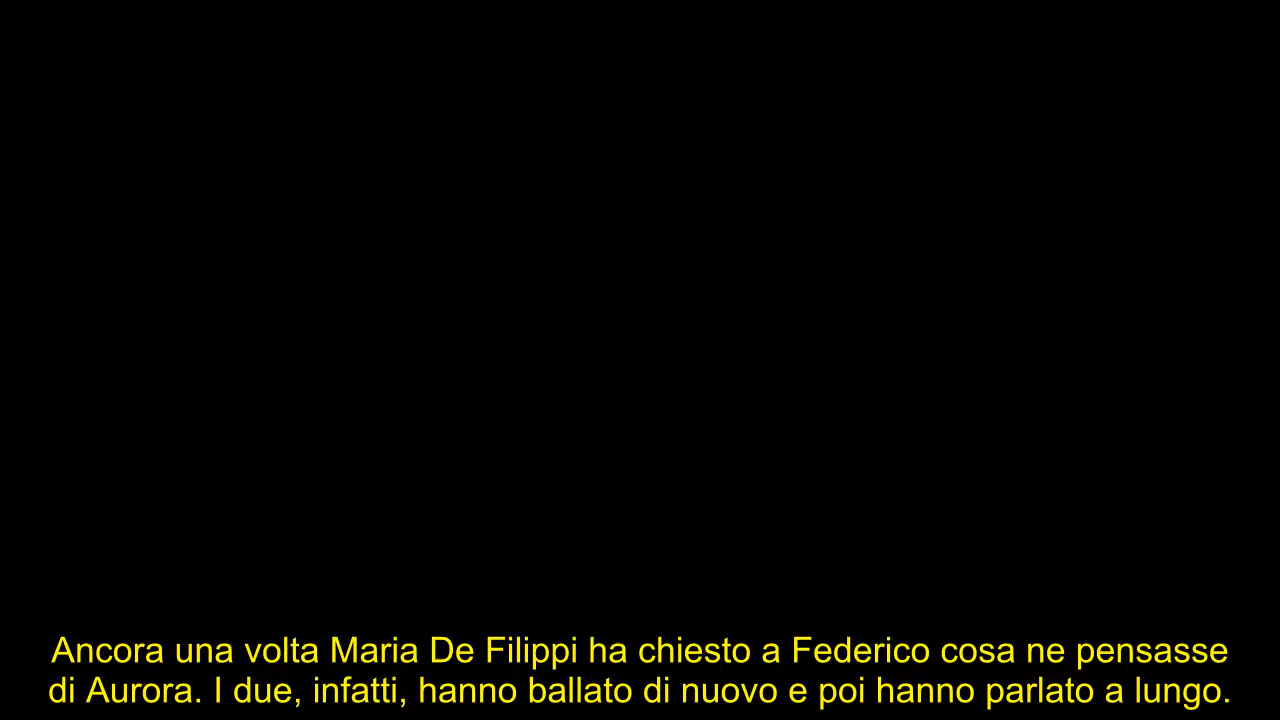 Ancora una volta Maria De Filippi ha chiesto a Federico cosa ne pensasse
di Aurora. I due, infatti, hanno ballato di nuovo e poi hanno parlato a lungo.